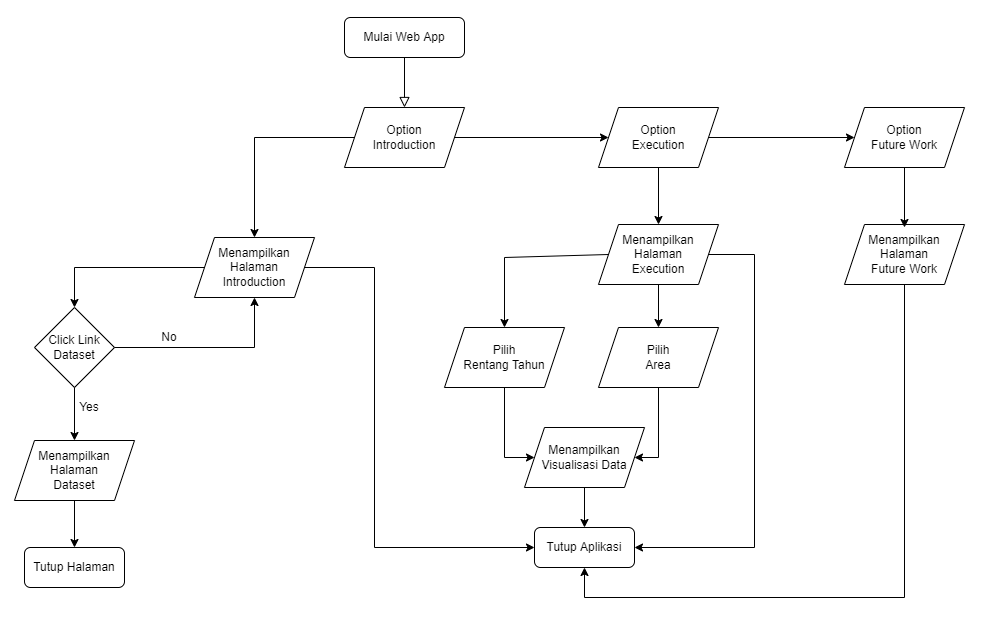 Mulai Web App
Option
Introduction
Option
Execution
Option
Future Work
Menampilkan
Halaman
Introduction
Menampilkan
Halaman
Execution
Menampilkan
Halaman
Future Work
Click Link
Dataset
No
Yes
Pilih
Rentang Tahun
Pilih
Area
Menampilkan
Halaman
Dataset
Menampilkan
Visualisasi Data
Tutup Halaman
Tutup Aplikasi